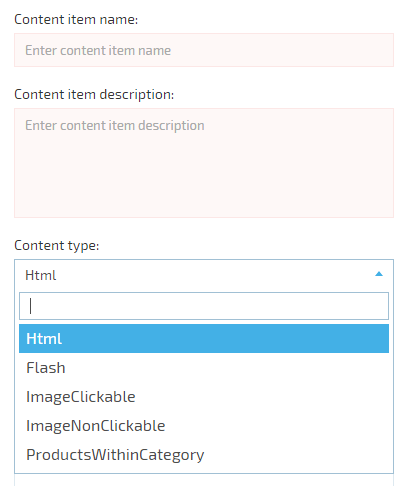 Content item name:
Enter content item name
Content item description:
Enter content item description
Content type:
Html
Html
Flash
ImageClickable
ImageNonClickable
ProductsWithinCategory